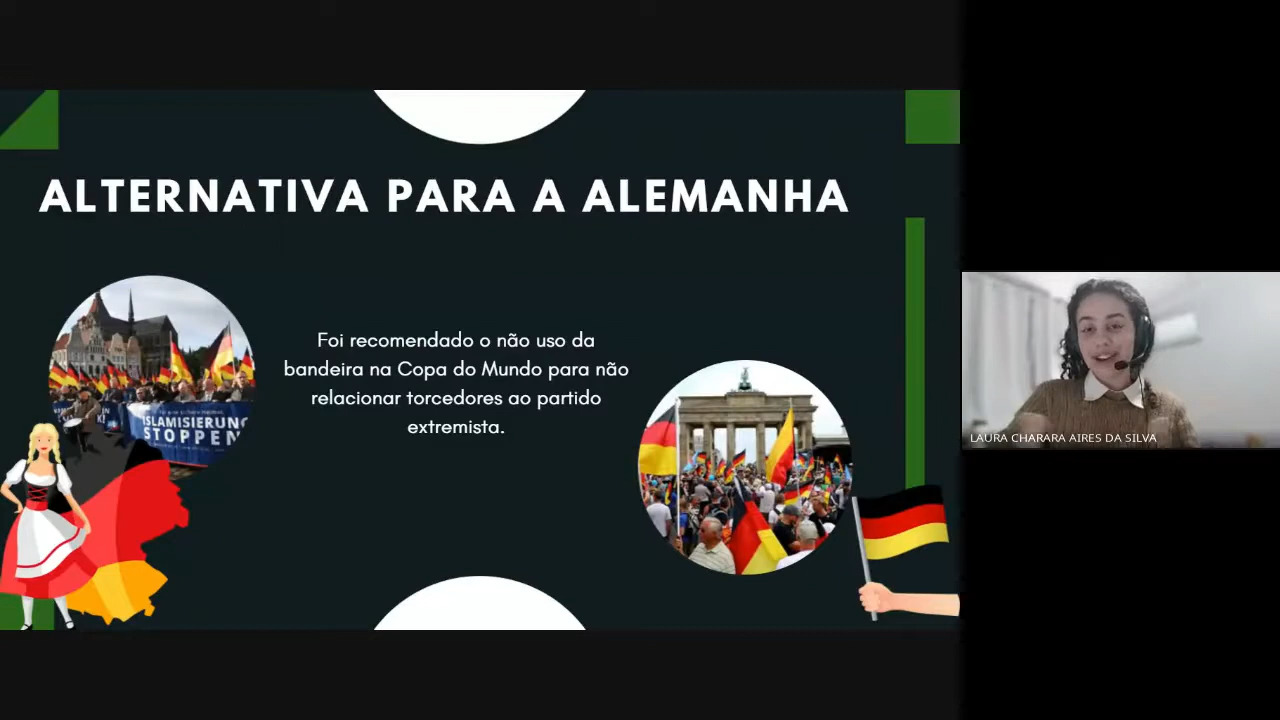 ALTERNATIVA PARA A ALEMANHA
Foi recomendado o não uso da
bandeira na Copa do Mundo para não
relacionar torcedores ao partido
extremista.
ISLAMISIERUNG
STOPPEN
LAURA CHARARA AIRES DA SILVA